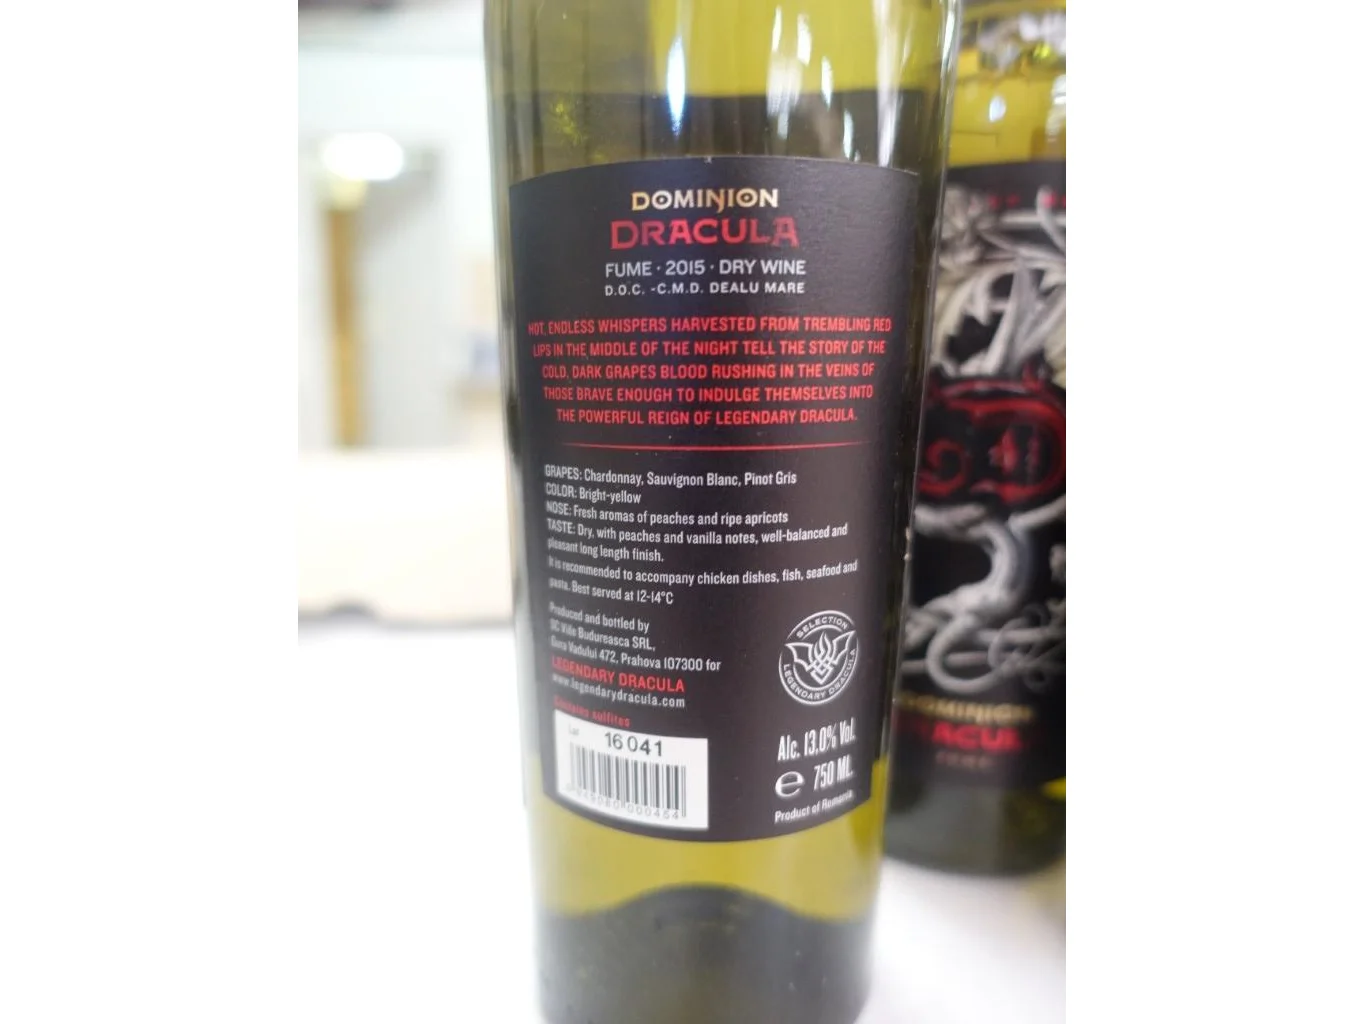 DOMINION
DRACULA
FUME · 2015 · DRY WINE
D.O.C. -C.M.D. DEALU MARE
HOT, ENDLESS WHISPERS HARVESTED FROM TREMBLING RED
LIPS IN THE MIDDLE OF THE NIGHT TELL THE STORY OF THE
COLD, DARK GRAPES BLOOD RUSHING IN THE VEINS OF
THOSE BRAVE ENOUGH TO INDULGE THEMSELVES INTO
THE POWERFUL REIGN OF LEGENDARY DRACULA.
GRAPES: Chardonnay, Sauvignon Blanc, Pinot Gris
COLOR: Bright-yellow
NOSE: Fresh aromas of peaches and ripe apricots
TASTE: Dry, with peaches and vanilla notes, well-balanced and
pleasant long length finish.
It is recommended to accompany chicken dishes, fish, seafood and
pasta. Best served at 12-14°C
Produced and bottled by
SC Viile Budureasca SRL,
Gura Vadului 472, Prahova 107300 for
LEGENDARY DRACULA
www.legendarydracula.com
Contains sulfites
Lot 16 041
SELECTION
LEGENDARY DRACULA
Alc. 13.0% Vol.
e 750 ML.
Product of Romania
DOMINION